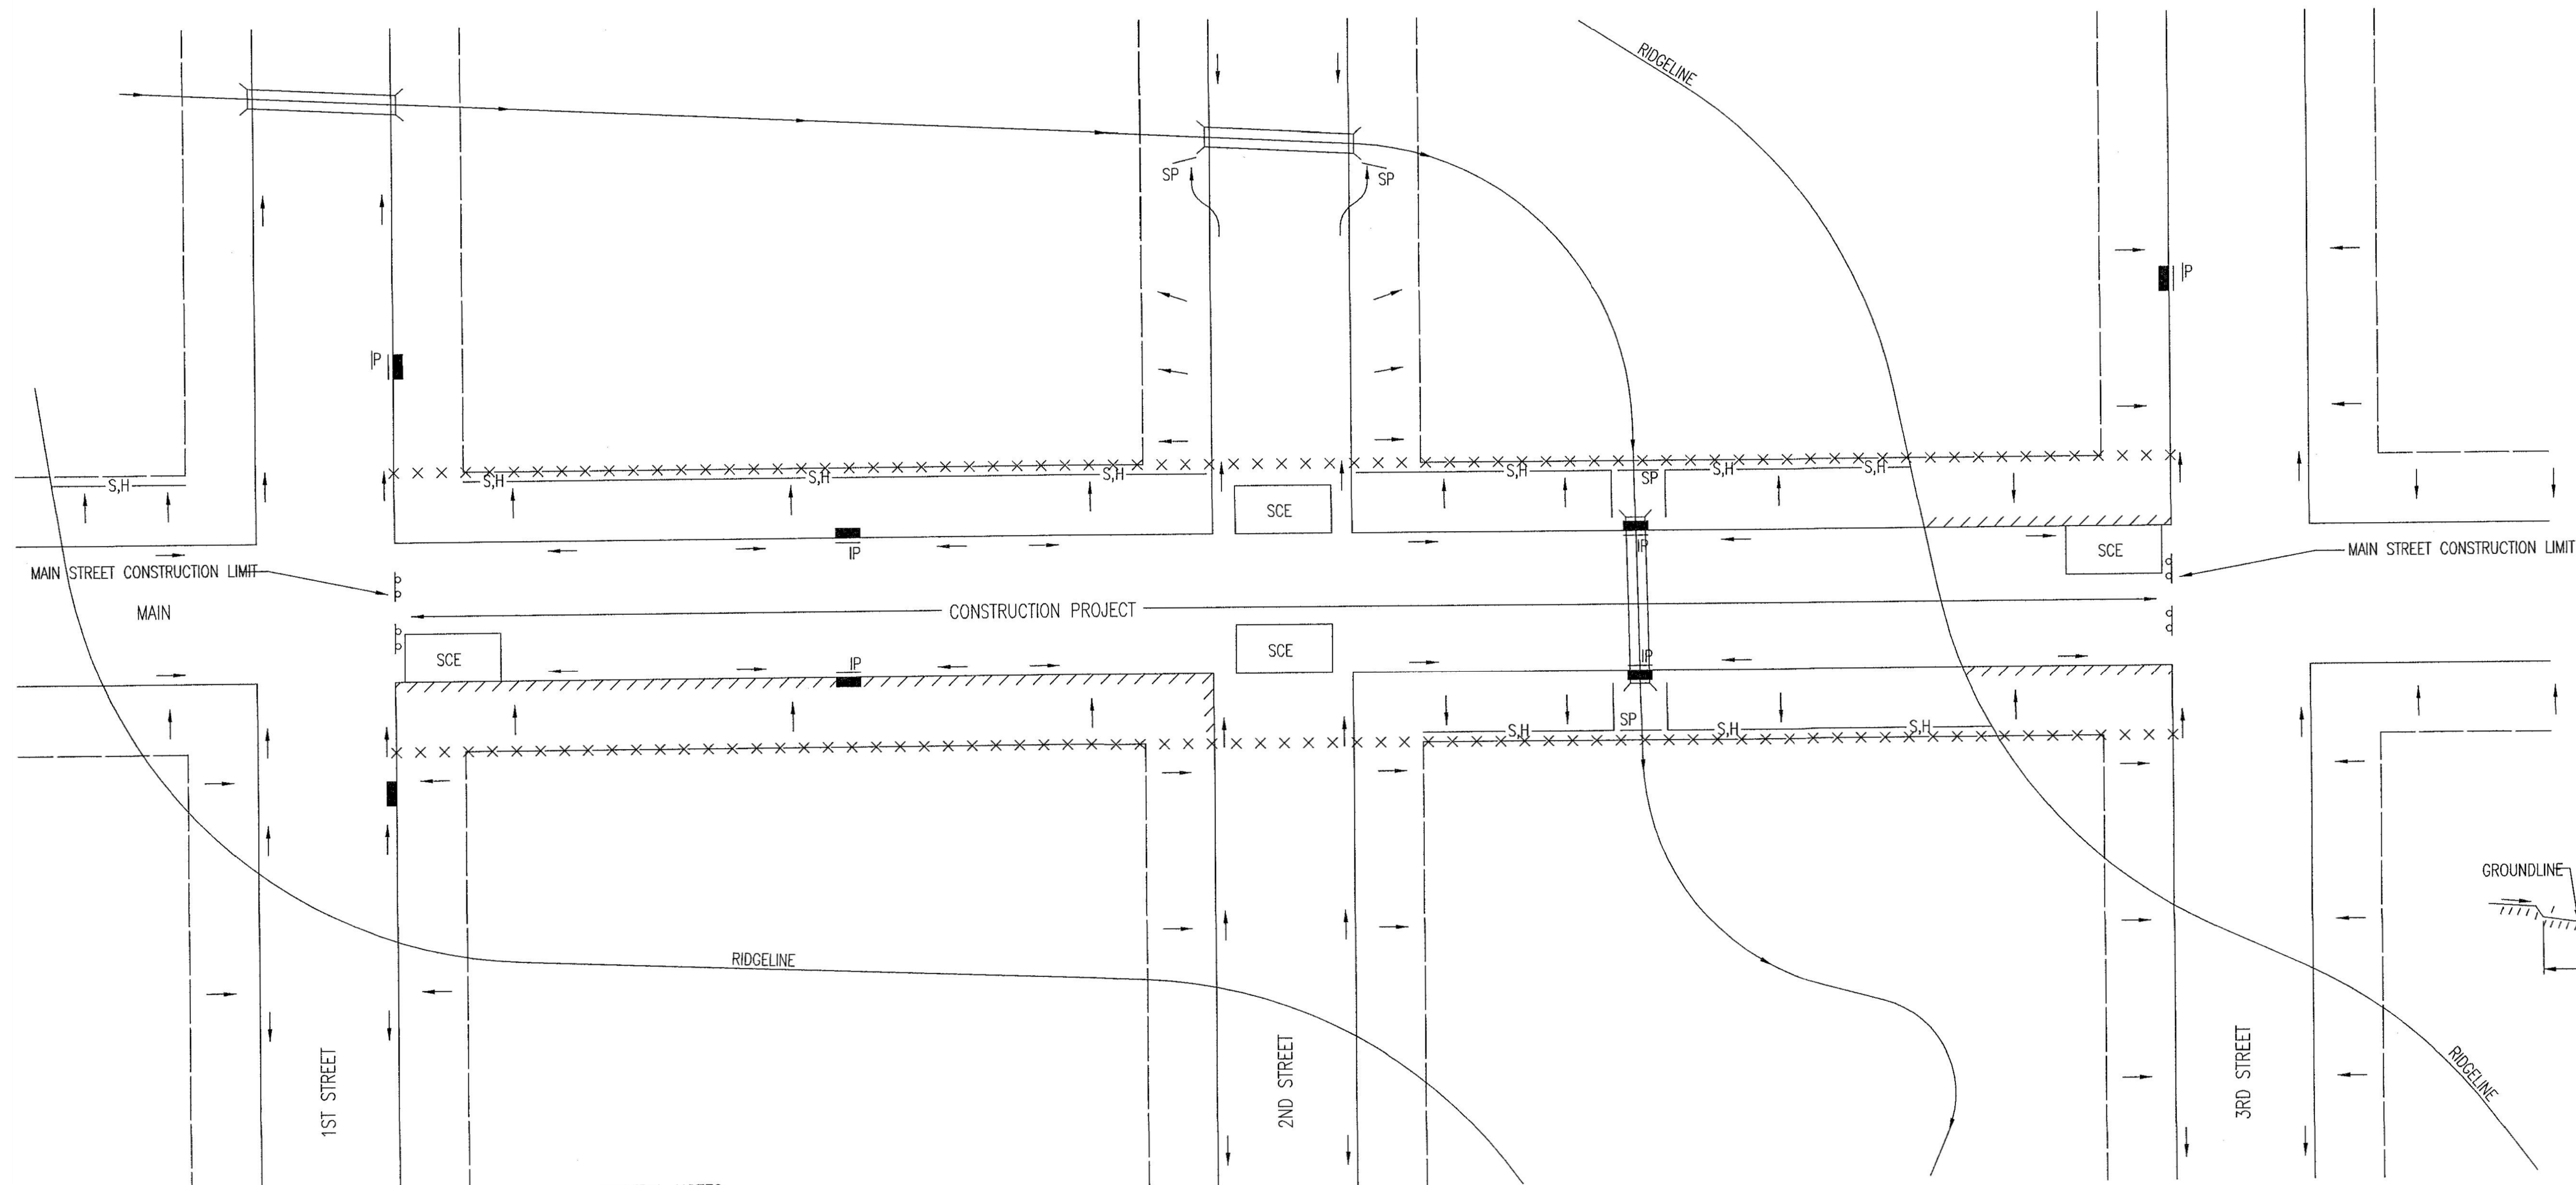 RIDGELINE
SP
SP
IP
IP
S,H
S,H
S,H
S,H
S,H
SP
S,H
S,H
SCE
IP
IP
SCE
MAIN STREET CONSTRUCTION LIMIT
MAIN STREET CONSTRUCTION LIMIT
MAIN
CONSTRUCTION PROJECT
SCE
IP
SCE
IP
SP
S,H
S,H
S,H
GROUNDLINE
RIDGELINE
1ST STREET
2ND STREET
3RD STREET
RIDGELINE